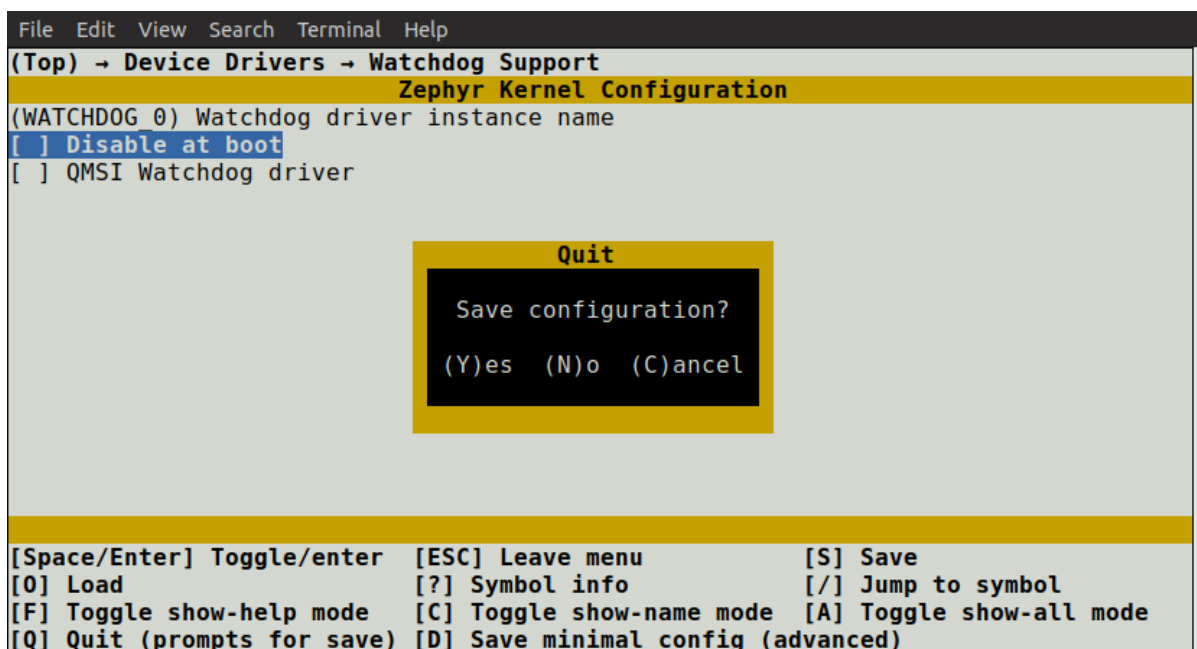 File Edit View Search Terminal Help
(Top) → Device Drivers → Watchdog Support
Zephyr Kernel Configuration
(WATCHDOG_0) Watchdog driver instance name
[ ] Disable at boot
[ ] QMSI Watchdog driver
Quit
Save configuration?
(Y)es (N)o (C)ancel
[Space/Enter] Toggle/enter [ESC] Leave menu [S] Save
[O] Load [?] Symbol info [/] Jump to symbol
[F] Toggle show-help mode [C] Toggle show-name mode [A] Toggle show-all mode
[Q] Quit (prompts for save) [D] Save minimal config (advanced)